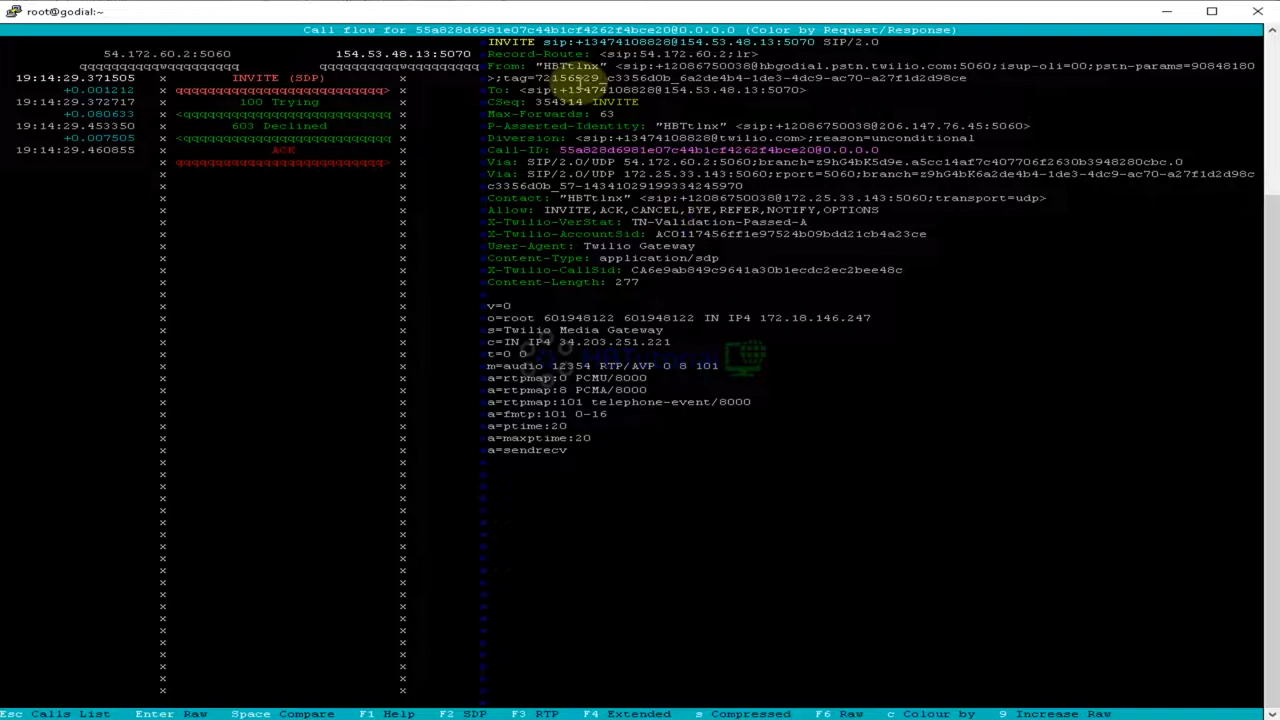 root@godial:~
Call flow for 55a828d6981e07c44b1cf4262f4bce20@0.0.0.0 (Color by Request/Response)
54.172.60.2:5060 154.53.48.13:5070
qqqqqqqqqwqqqqqqqqqq qqqqqqqqqqwqqqqqqq
19:14:29.371505 x INVITE (SDP) x
+0.001212 x qqqqqqqqqqqqqqqqqqqqqqqqqq> x
19:14:29.372717 x 100 Trying x
+0.080633 x <qqqqqqqqqqqqqqqqqqqqqqqqqq x
19:14:29.453350 x 603 Declined x
+0.007505 x <qqqqqqqqqqqqqqqqqqqqqqqqqq x
19:14:29.460855 x ACK x
x qqqqqqqqqqqqqqqqqqqqqqqqqq> x
INVITE sip:+13474108828@154.53.48.13:5070 SIP/2.0
Record-Route: <sip:54.172.60.2;lr>
From: "HBTtlnx" <sip:+12086750038@hbgodial.pstn.twilio.com:5060;isup-oli=00;pstn-params=90848180
>;tag=72156929_c3356d0b_6a2de4b4-1de3-4dc9-ac70-a27f1d2d98ce
To: <sip:+13474108828@154.53.48.13:5070>
CSeq: 354314 INVITE
Max-Forwards: 63
P-Asserted-Identity: "HBTtlnx" <sip:+12086750038@206.147.76.45:5060>
Diversion: <sip:+13474108828@twilio.com>;reason=unconditional
Call-ID: 55a828d6981e07c44b1cf4262f4bce20@0.0.0.0
Via: SIP/2.0/UDP 54.172.60.2:5060;branch=z9hG4bK5d9e.a5cc14af7c407706f2630b3948280cbc.0
Via: SIP/2.0/UDP 172.25.33.143:5060;rport=5060;branch=z9hG4bK6a2de4b4-1de3-4dc9-ac70-a27f1d2d98ce
c3356d0b_57-14341029199334245970
Contact: "HBTtlnx" <sip:+12086750038@172.25.33.143:5060;transport=udp>
Allow: INVITE,ACK,CANCEL,BYE,REFER,NOTIFY,OPTIONS
X-Twilio-VerStat: TN-Validation-Passed-A
X-Twilio-AccountSid: AC0117456ff1e97524b09bdd21cb4a23ce
User-Agent: Twilio Gateway
Content-Type: application/sdp
X-Twilio-CallSid: CA6e9ab849c9641a30b1ecdc2ec2bee48c
Content-Length: 277
v=0
o=root 601948122 601948122 IN IP4 172.18.146.247
s=Twilio Media Gateway
c=IN IP4 34.203.251.221
t=0 0
m=audio 12354 RTP/AVP 0 8 101
a=rtpmap:0 PCMU/8000
a=rtpmap:8 PCMA/8000
a=rtpmap:101 telephone-event/8000
a=fmtp:101 0-16
a=ptime:20
a=maxptime:20
a=sendrecv
Esc Calls List Enter Raw Space Compare F1 Help F2 SDP F3 RTP F4 Extended s Compressed F6 Raw c Colour by 9 Increase Raw